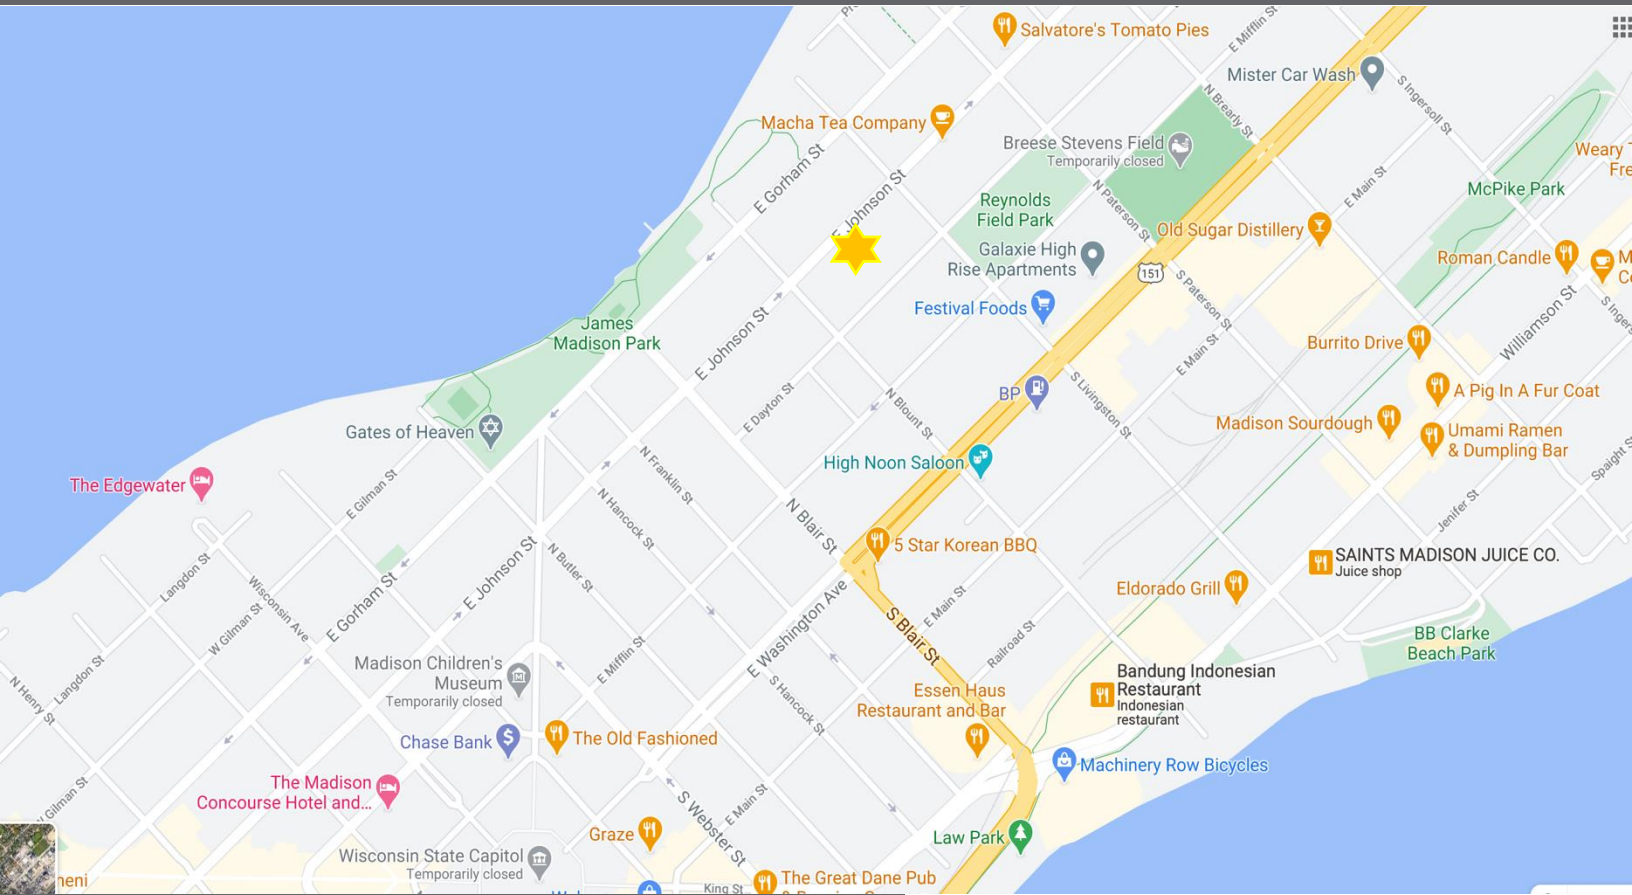 Salvatore's Tomato Pies
E Mifflin St
Mister Car Wash
S Ingersoll St
N Brearly St
Macha Tea Company
Breese Stevens Field
Temporarily closed
Weary
Fre
E Gorham St
E Johnson St
Reynolds
Field Park
N Paterson St
E Main St
McPike Park
Old Sugar Distillery
Galaxie High
Rise Apartments
151
Roman Candle
Festival Foods
S Paterson St
Williamson St
S Ingers
James
Madison Park
E Johnson St
Burrito Drive
E Main St
BP
S Livingston St
A Pig In A Fur Coat
E Dayton St
N Blount St
Madison Sourdough
Umami Ramen
& Dumpling Bar
Gates of Heaven
High Noon Saloon
Spaight S
The Edgewater
E Gilman St
N Franklin St
N Hancock St
N Blair St
Jenifer St
5 Star Korean BBQ
SAINTS MADISON JUICE CO.
Juice shop
Langdon St
Wisconsin Ave
E Gorham St
E Johnson St
N Butler St
E Washington Ave
E Main St
Eldorado Grill
W Gilman St
S Blair St
Railroad St
BB Clarke
Beach Park
Madison Children's
Museum
Temporarily closed
E Mifflin St
N Henry St
Langdon St
S Hancock St
Essen Haus
Restaurant and Bar
Bandung Indonesian
Restaurant
Indonesian
restaurant
Chase Bank
The Old Fashioned
Machinery Row Bicycles
The Madison
Concourse Hotel and...
W Gilman St
S Webster St
E Main St
Graze
Law Park
Wisconsin State Capitol
Temporarily closed
King St
The Great Dane Pub
neni